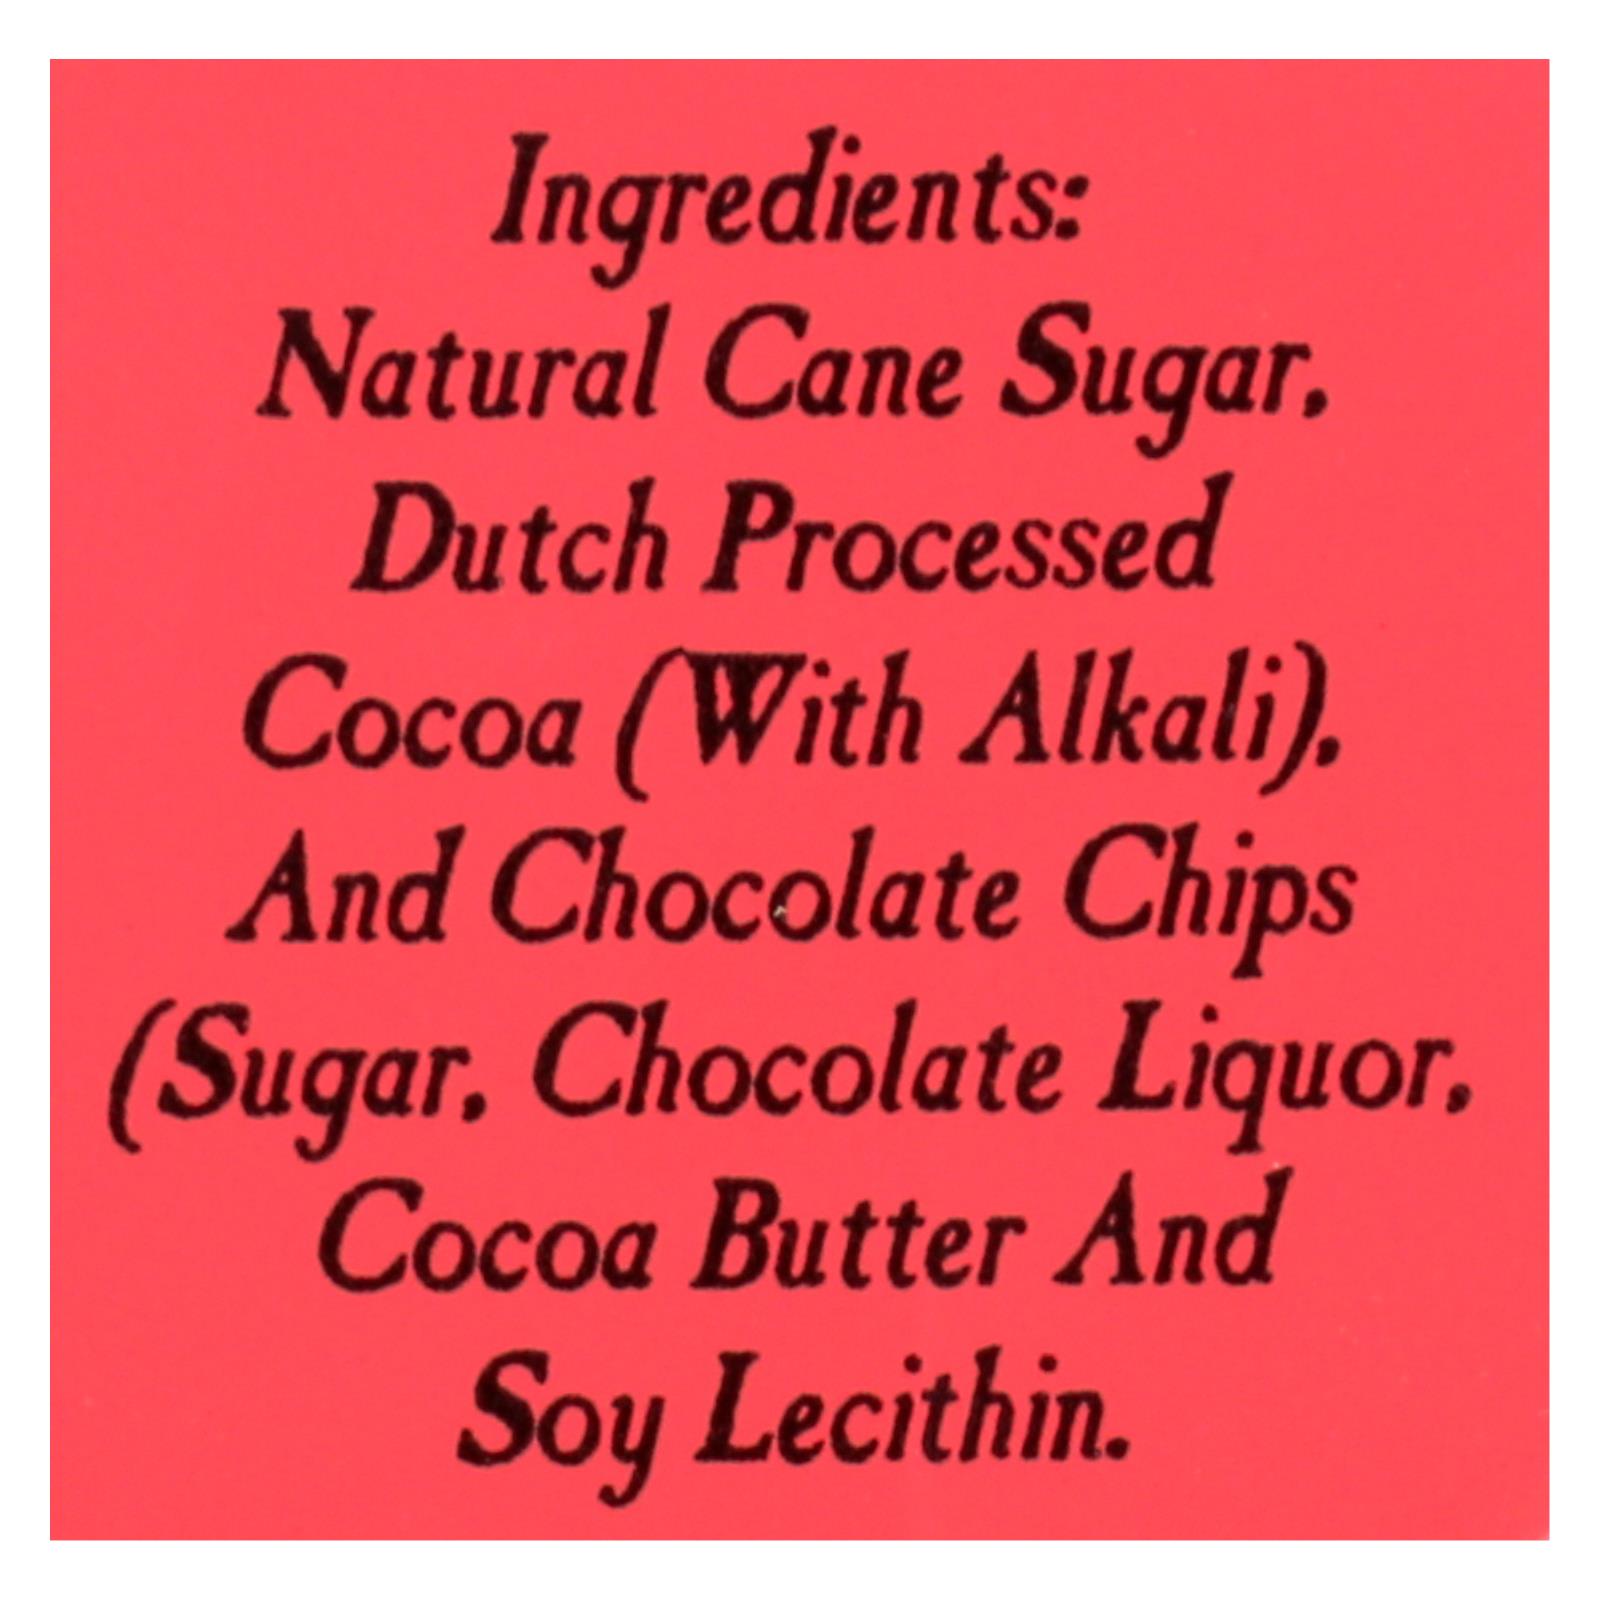 Ingredients:
Natural Cane Sugar,
Dutch Processed
Cocoa (With Alkali),
And Chocolate Chips
(Sugar, Chocolate Liquor,
Cocoa Butter And
Soy Lecithin.